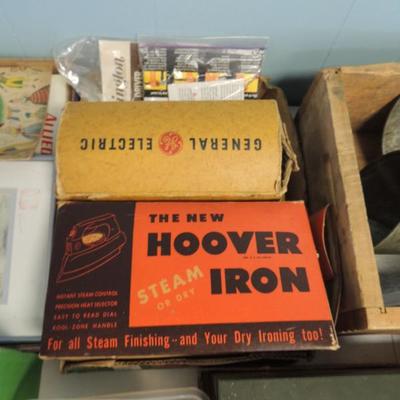 ALLIED
GENERAL ELECTRIC
THE NEW
HOOVER
STEAM
OR DRY
IRON
INSTANT STEAM CONTROL
PRECISION HEAT SELECTOR
EASY TO READ DIAL
KOOL-ZONE HANDLE
For all Steam Finishing--and Your Dry Ironing too!